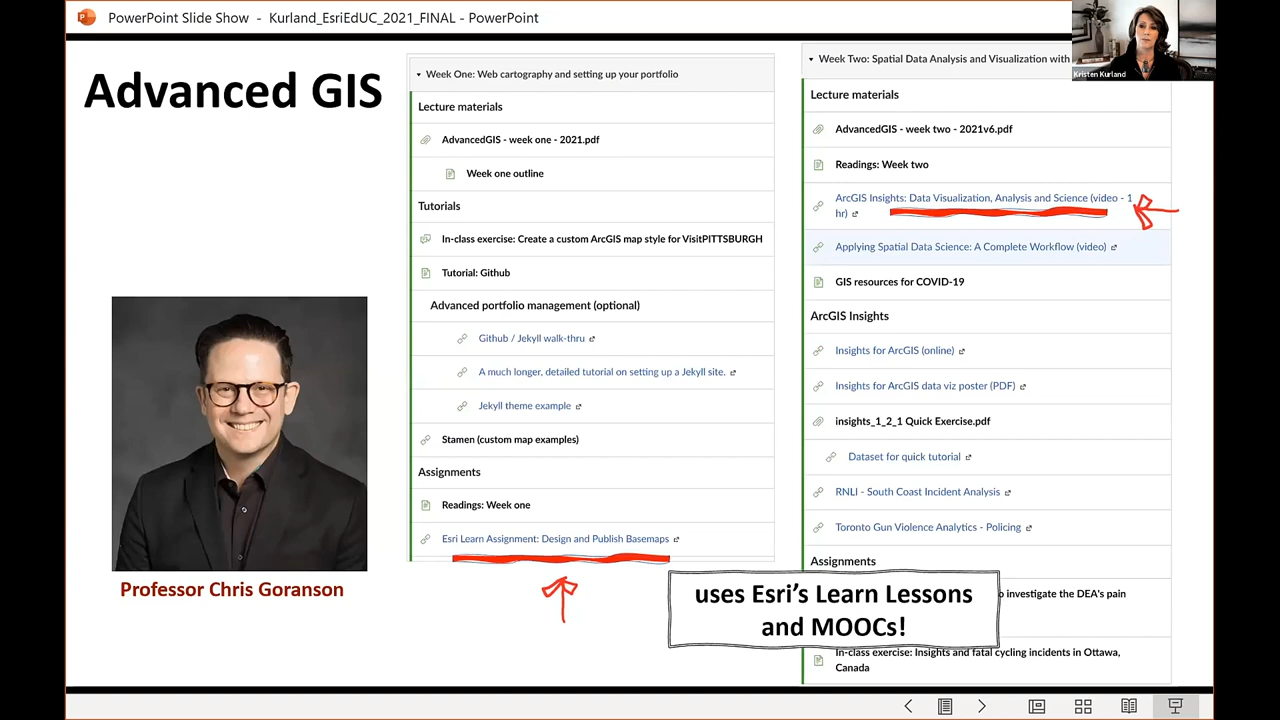 PowerPoint Slide Show - Kurland_EsriEdUC_2021_FINAL - PowerPoint
Kristen Kurland
Advanced GIS
Professor Chris Goranson
Week One: Web cartography and setting up your portfolio
Lecture materials
AdvancedGIS - week one - 2021.pdf
Week one outline
Tutorials
In-class exercise: Create a custom ArcGIS map style for VisitPITTSBURGH
Tutorial: Github
Advanced portfolio management (optional)
Github / Jekyll walk-thru
A much longer, detailed tutorial on setting up a Jekyll site.
Jekyll theme example
Stamen (custom map examples)
Assignments
Readings: Week one
Esri Learn Assignment: Design and Publish Basemaps
Week Two: Spatial Data Analysis and Visualization with
Lecture materials
AdvancedGIS - week two - 2021v6.pdf
Readings: Week two
ArcGIS Insights: Data Visualization, Analysis and Science (video - 1
hr)
Applying Spatial Data Science: A Complete Workflow (video)
GIS resources for COVID-19
ArcGIS Insights
Insights for ArcGIS (online)
Insights for ArcGIS data viz poster (PDF)
insights_1_2_1 Quick Exercise.pdf
Dataset for quick tutorial
RNLI - South Coast Incident Analysis
Toronto Gun Violence Analytics - Policing
Assignments
investigate the DEA's pain
In-class exercise: Insights and fatal cycling incidents in Ottawa,
Canada
uses Esri's Learn Lessons
and MOOCs!